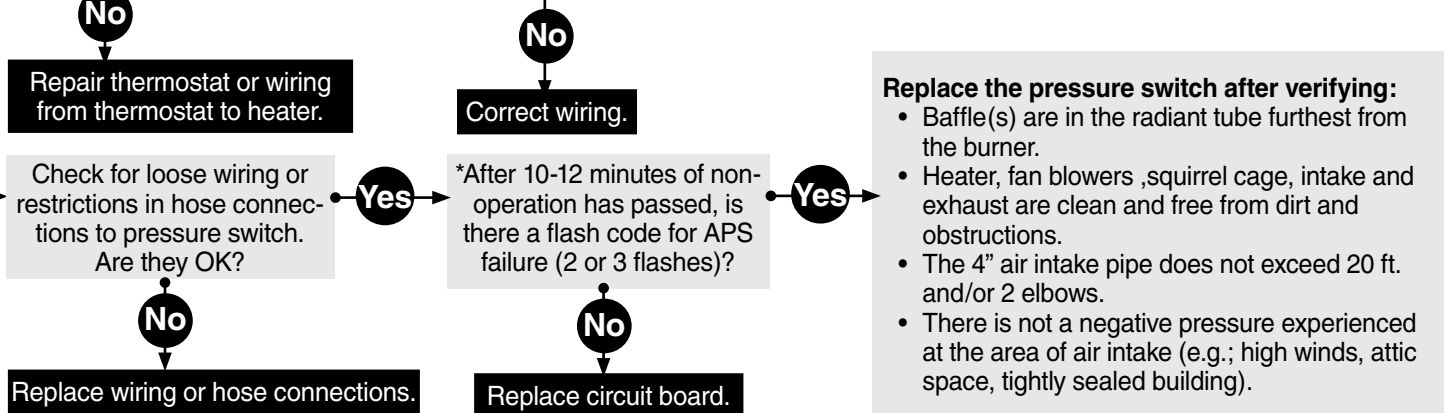 No
Repair thermostat or wiring
from thermostat to heater.
No
Correct wiring.
Check for loose wiring or
restrictions in hose connec-
tions to pressure switch.
Are they OK?
Yes
No
Replace wiring or hose connections.
*After 10-12 minutes of non-
operation has passed, is
there a flash code for APS
failure (2 or 3 flashes)?
Yes
No
Replace circuit board.
Replace the pressure switch after verifying:
• Baffle(s) are in the radiant tube furthest from
the burner.
• Heater, fan blowers ,squirrel cage, intake and
exhaust are clean and free from dirt and
obstructions.
• The 4” air intake pipe does not exceed 20 ft.
and/or 2 elbows.
• There is not a negative pressure experienced
at the area of air intake (e.g.; high winds, attic
space, tightly sealed building).